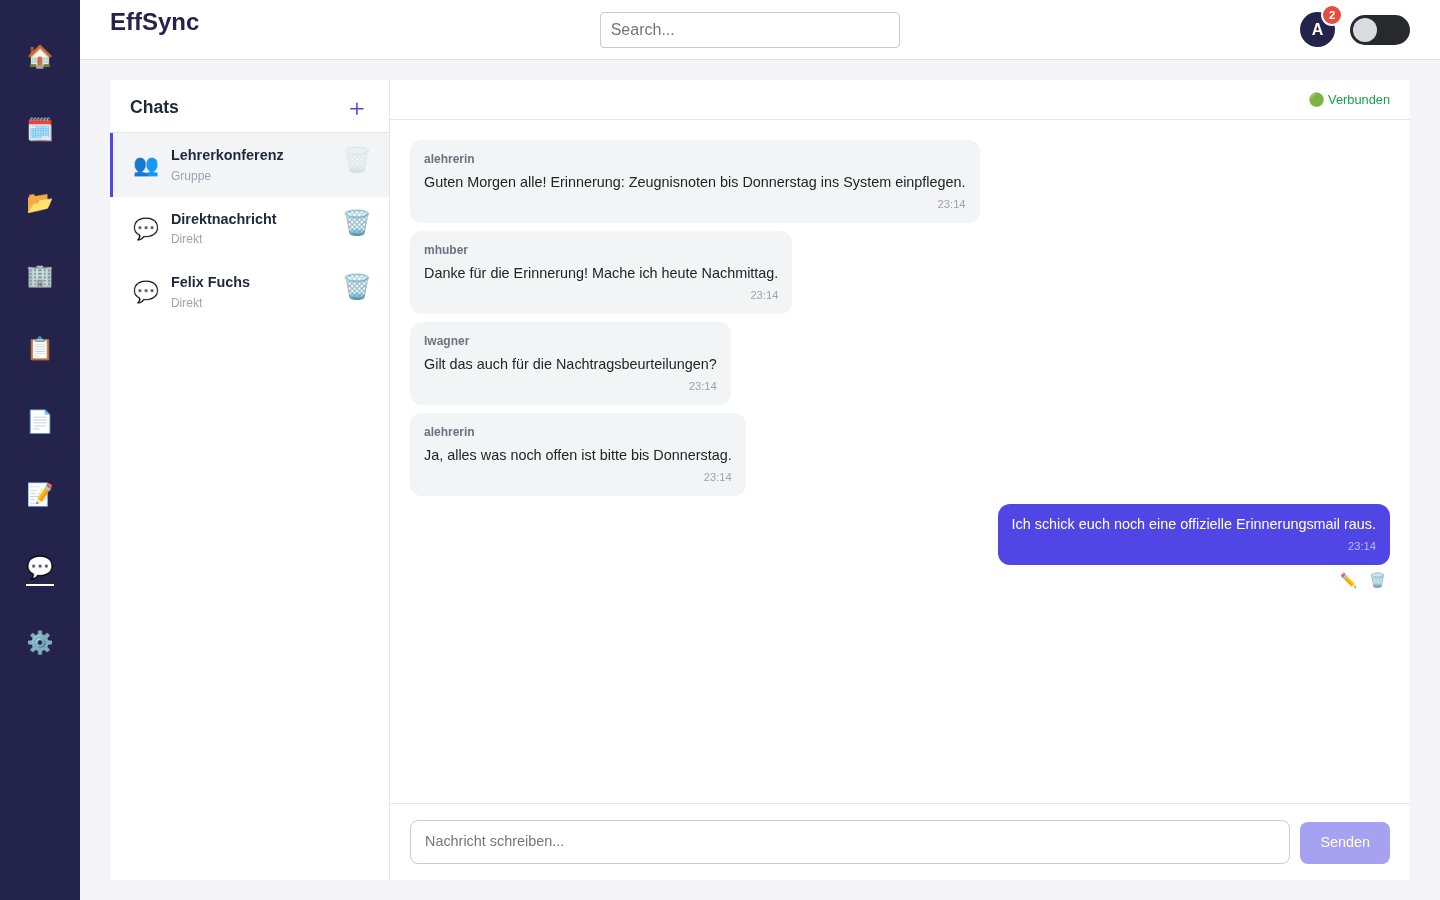 EffSync
Search...
A
2
Chats
+
Verbunden
Lehrerkonferenz
Gruppe
Direktnachricht
Direkt
Felix Fuchs
Direkt
alehrerin
Guten Morgen alle! Erinnerung: Zeugnisnoten bis Donnerstag ins System einpflegen.
23:14
mhuber
Danke für die Erinnerung! Mache ich heute Nachmittag.
23:14
lwagner
Gilt das auch für die Nachtragsbeurteilungen?
23:14
alehrerin
Ja, alles was noch offen ist bitte bis Donnerstag.
23:14
Ich schick euch noch eine offizielle Erinnerungsmail raus.
23:14
Nachricht schreiben...
Senden